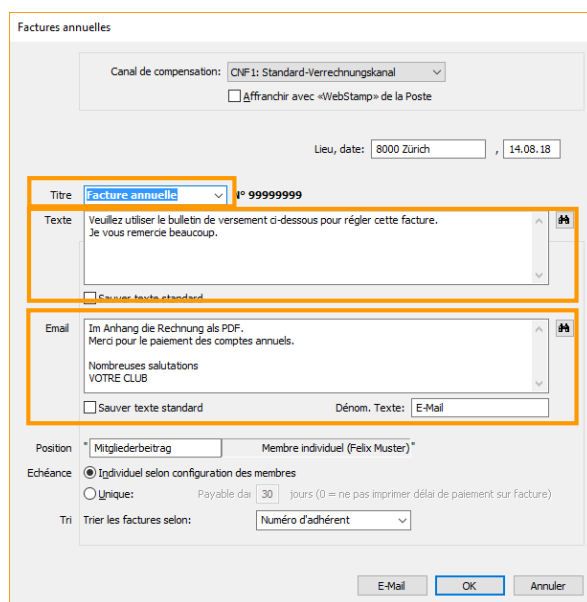 Factures annuelles
Canal de compensation: CNF1: Standard-Verrechnungskanal
Affranchir avec «WebStamp» de la Poste
Lieu, date: 8000 Zürich , 14.08.18
Titre Facture annuelle N° 99999999
Texte Veuillez utiliser le bulletin de versement ci-dessous pour régler cette facture.
Je vous remercie beaucoup.
Sauver texte standard
Email Im Anhang die Rechnung als PDF.
Merci pour le paiement des comptes annuels.
Nombreuses salutations
VOTRE CLUB
Sauver texte standard Dénom. Texte: E-Mail
Position " Mitgliederbeitrag Membre individuel (Felix Muster) "
Echéance Individuel selon configuration des membres
Unique: Payable dai 30 jours (0 = ne pas imprimer délai de paiement sur facture)
Tri Trier les factures selon: Numéro d'adhérent
E-Mail OK Annuler